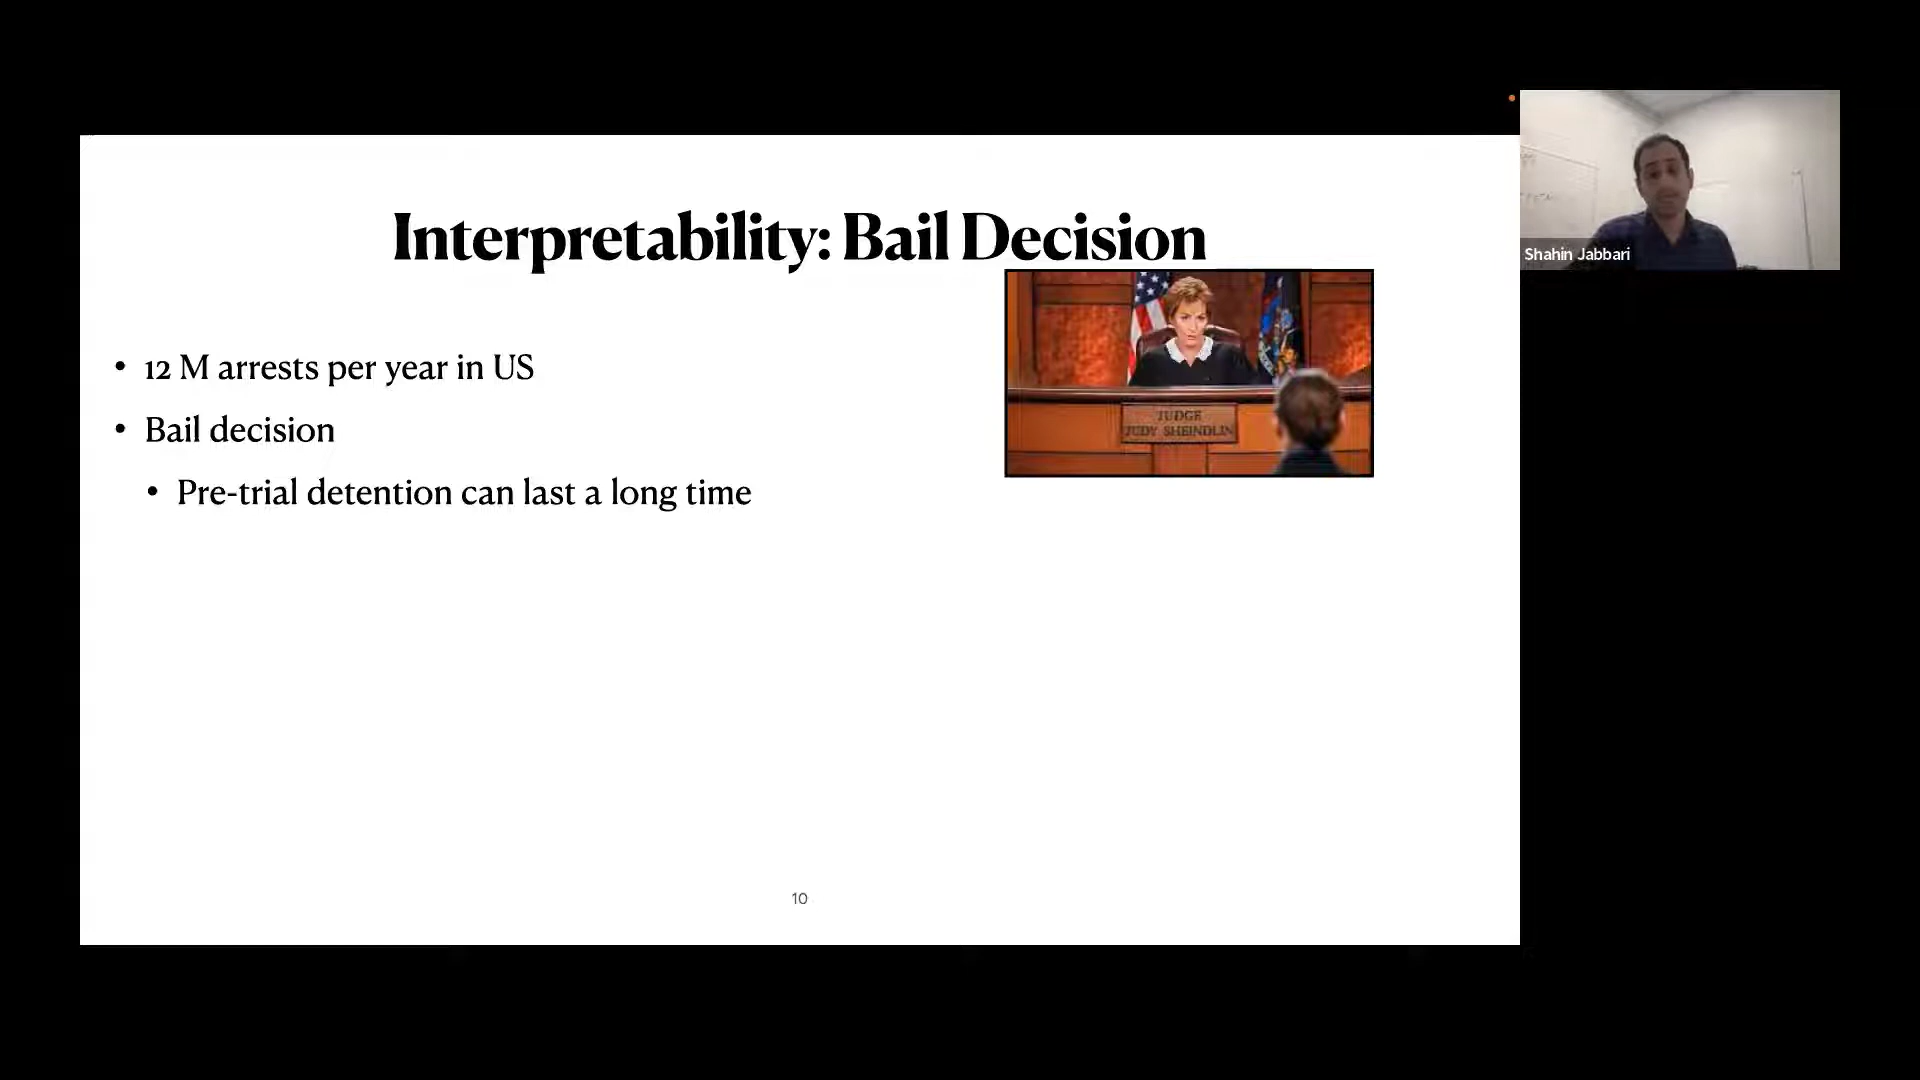 Interpretability: Bail Decision
• 12 M arrests per year in US
• Bail decision
• Pre-trial detention can last a long time
JUDGE
JUDY SHEINDLIN
10
Shahin Jabbari